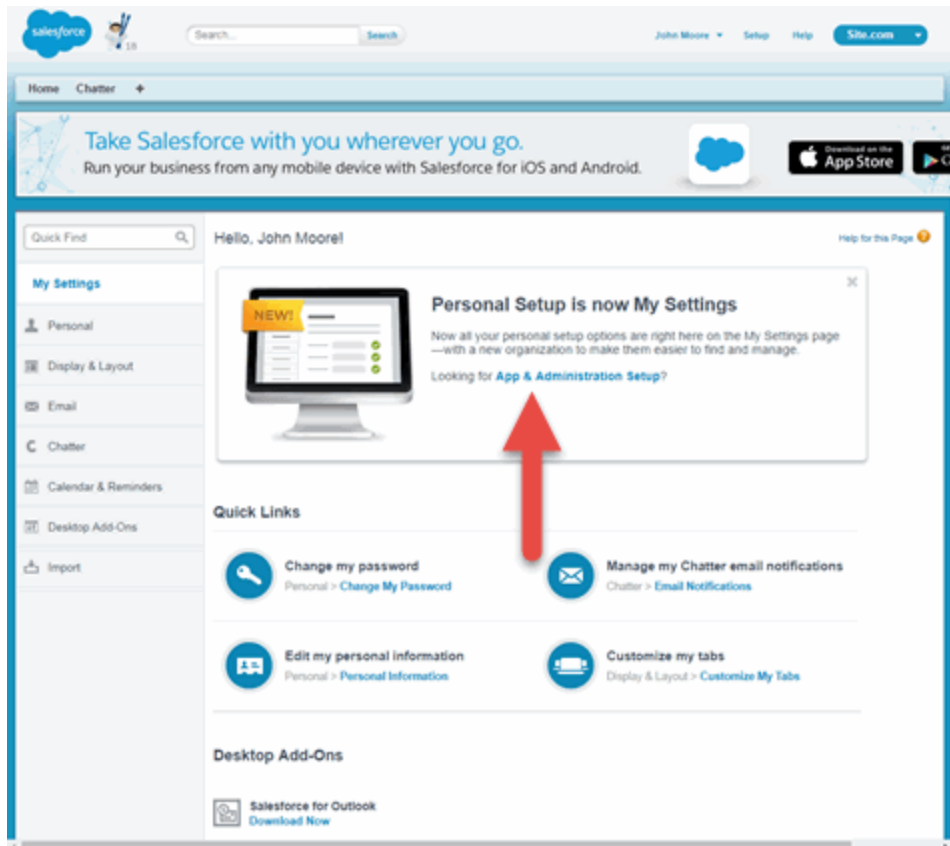 salesforce
18
Search...
Search
John Moore
Setup
Help
Site.com
Home
Chatter
+
Take Salesforce with you wherever you go.
Run your business from any mobile device with Salesforce for iOS and Android.
Download on the
App Store
Quick Find
Hello, John Moore!
Help for this Page
My Settings
Personal
Display & Layout
Email
Chatter
Calendar & Reminders
Desktop Add-Ons
Import
NEW!
Personal Setup is now My Settings
Now all your personal setup options are right here on the My Settings page
—with a new organization to make them easier to find and manage.
Looking for App & Administration Setup?
Quick Links
Change my password
Personal > Change My Password
Manage my Chatter email notifications
Chatter > Email Notifications
Edit my personal information
Personal > Personal Information
Customize my tabs
Display & Layout > Customize My Tabs
Desktop Add-Ons
Salesforce for Outlook
Download Now